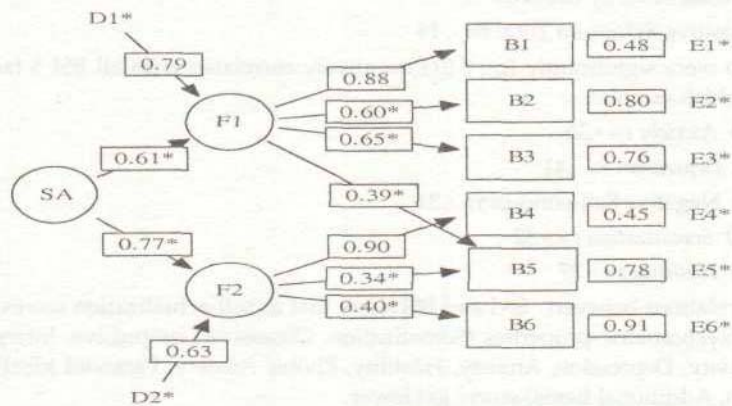 D1*
0.79
B1 0.48 E1*
0.88
F1 0.60* B2 0.80 E2*
0.65*
0.61* B3 0.76 E3*
SA 0.39*
B4 0.45 E4*
0.77* 0.90
B5 0.78 E5*
F2 0.34*
0.40* B6 0.91 E6*
0.63
D2*